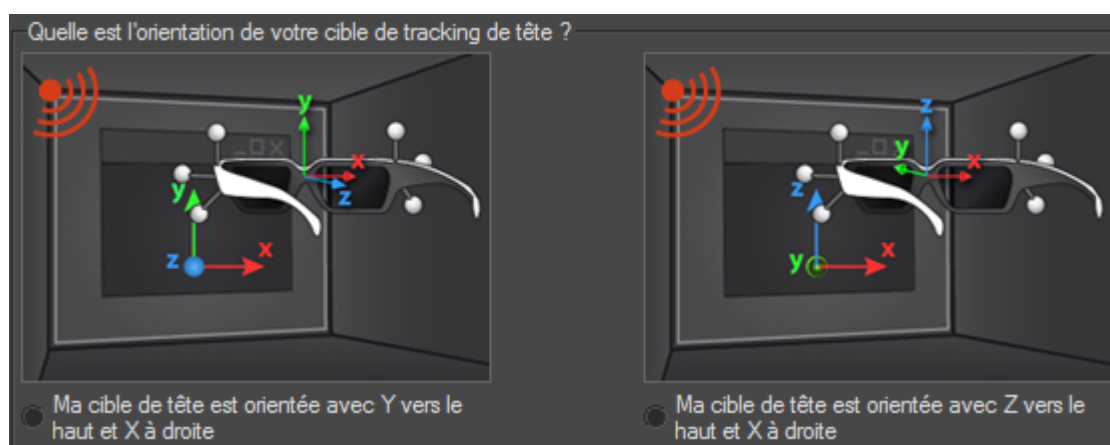 Quelle est l'orientation de votre cible de tracking de tête ?
y
x
z
y
z
x
z
y
x
z
y
x
Ma cible de tête est orientée avec Y vers le
haut et X à droite
Ma cible de tête est orientée avec Z vers le
haut et X à droite